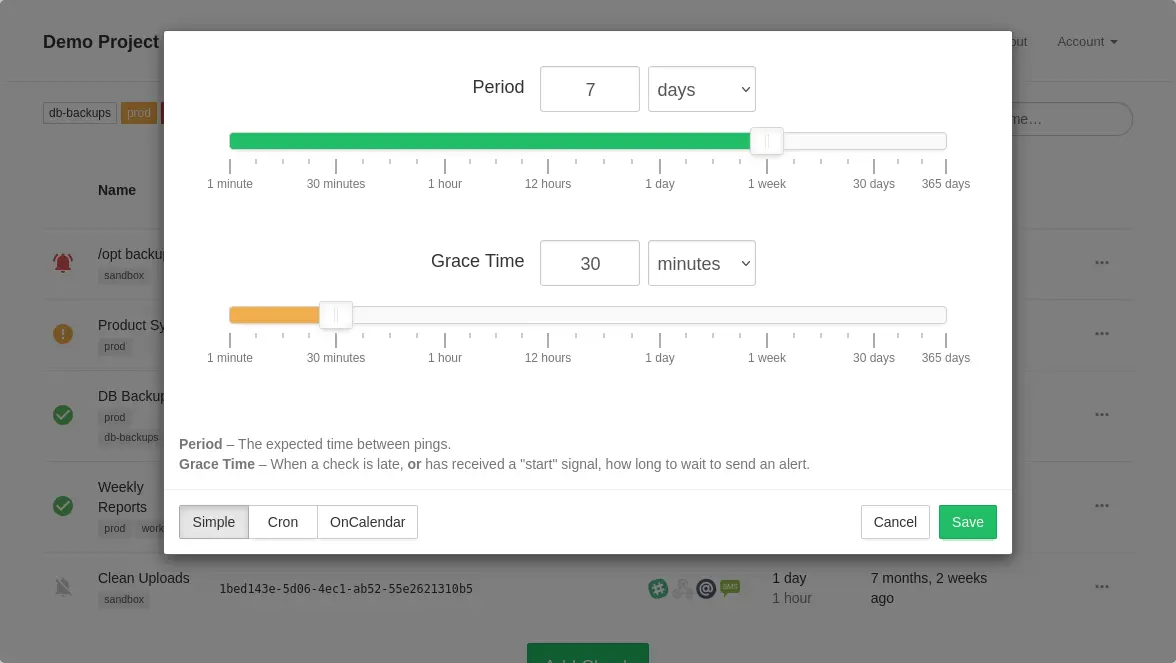 Demo Project
Account
db-backups prod
Name
/opt backup
sandbox
prod
DB Backup
prod
db-backups
Weekly
Reports
prod
Clean Uploads
sandbox
1bed143e-5d06-4ec1-ab52-55e2621310b5
SMS
1 day
1 hour
7 months, 2 weeks
ago
Period 7 days
1 minute 30 minutes 1 hour 12 hours 1 day 1 week 30 days 365 days
Grace Time 30 minutes
1 minute 30 minutes 1 hour 12 hours 1 day 1 week 30 days 365 days
Period – The expected time between pings.
Grace Time – When a check is late, or has received a "start" signal, how long to wait to send an alert.
Simple Cron OnCalendar Cancel Save